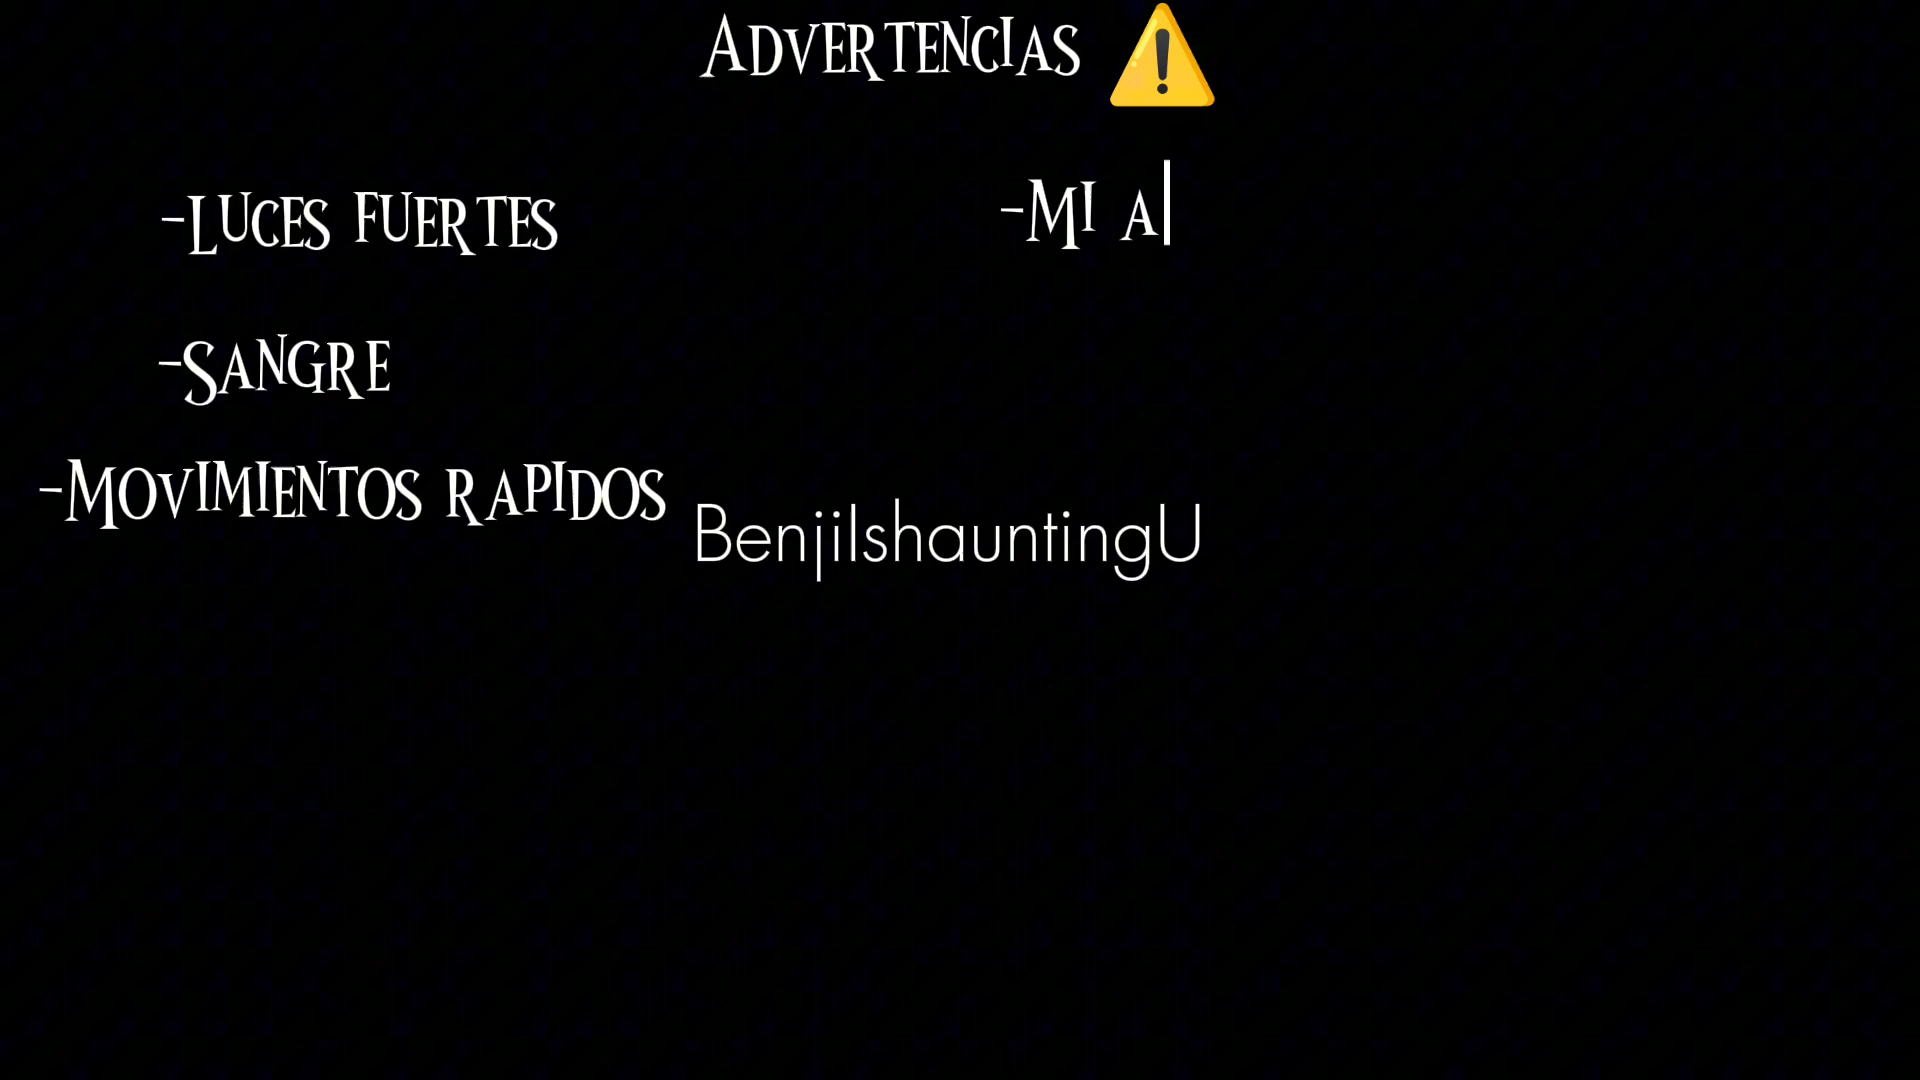 Advertencias ⚠️
-Luces fuertes
-Sangre
-Movimientos rapidos
-Mi a
BenjiIshauntingU